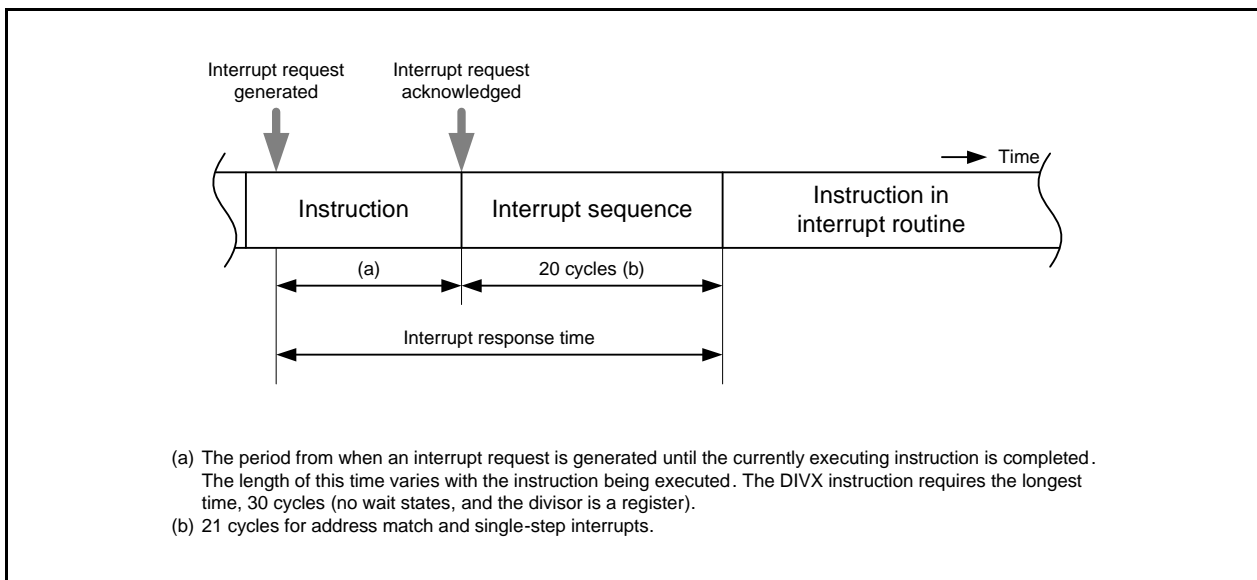 Interrupt request
generated
Interrupt request
acknowledged
Time
Instruction
Interrupt sequence
Instruction in
interrupt routine
(a)
20 cycles (b)
Interrupt response time
(a) The period from when an interrupt request is generated until the currently executing instruction is completed.
The length of this time varies with the instruction being executed. The DIVX instruction requires the longest
time, 30 cycles (no wait states, and the divisor is a register).
(b) 21 cycles for address match and single-step interrupts.